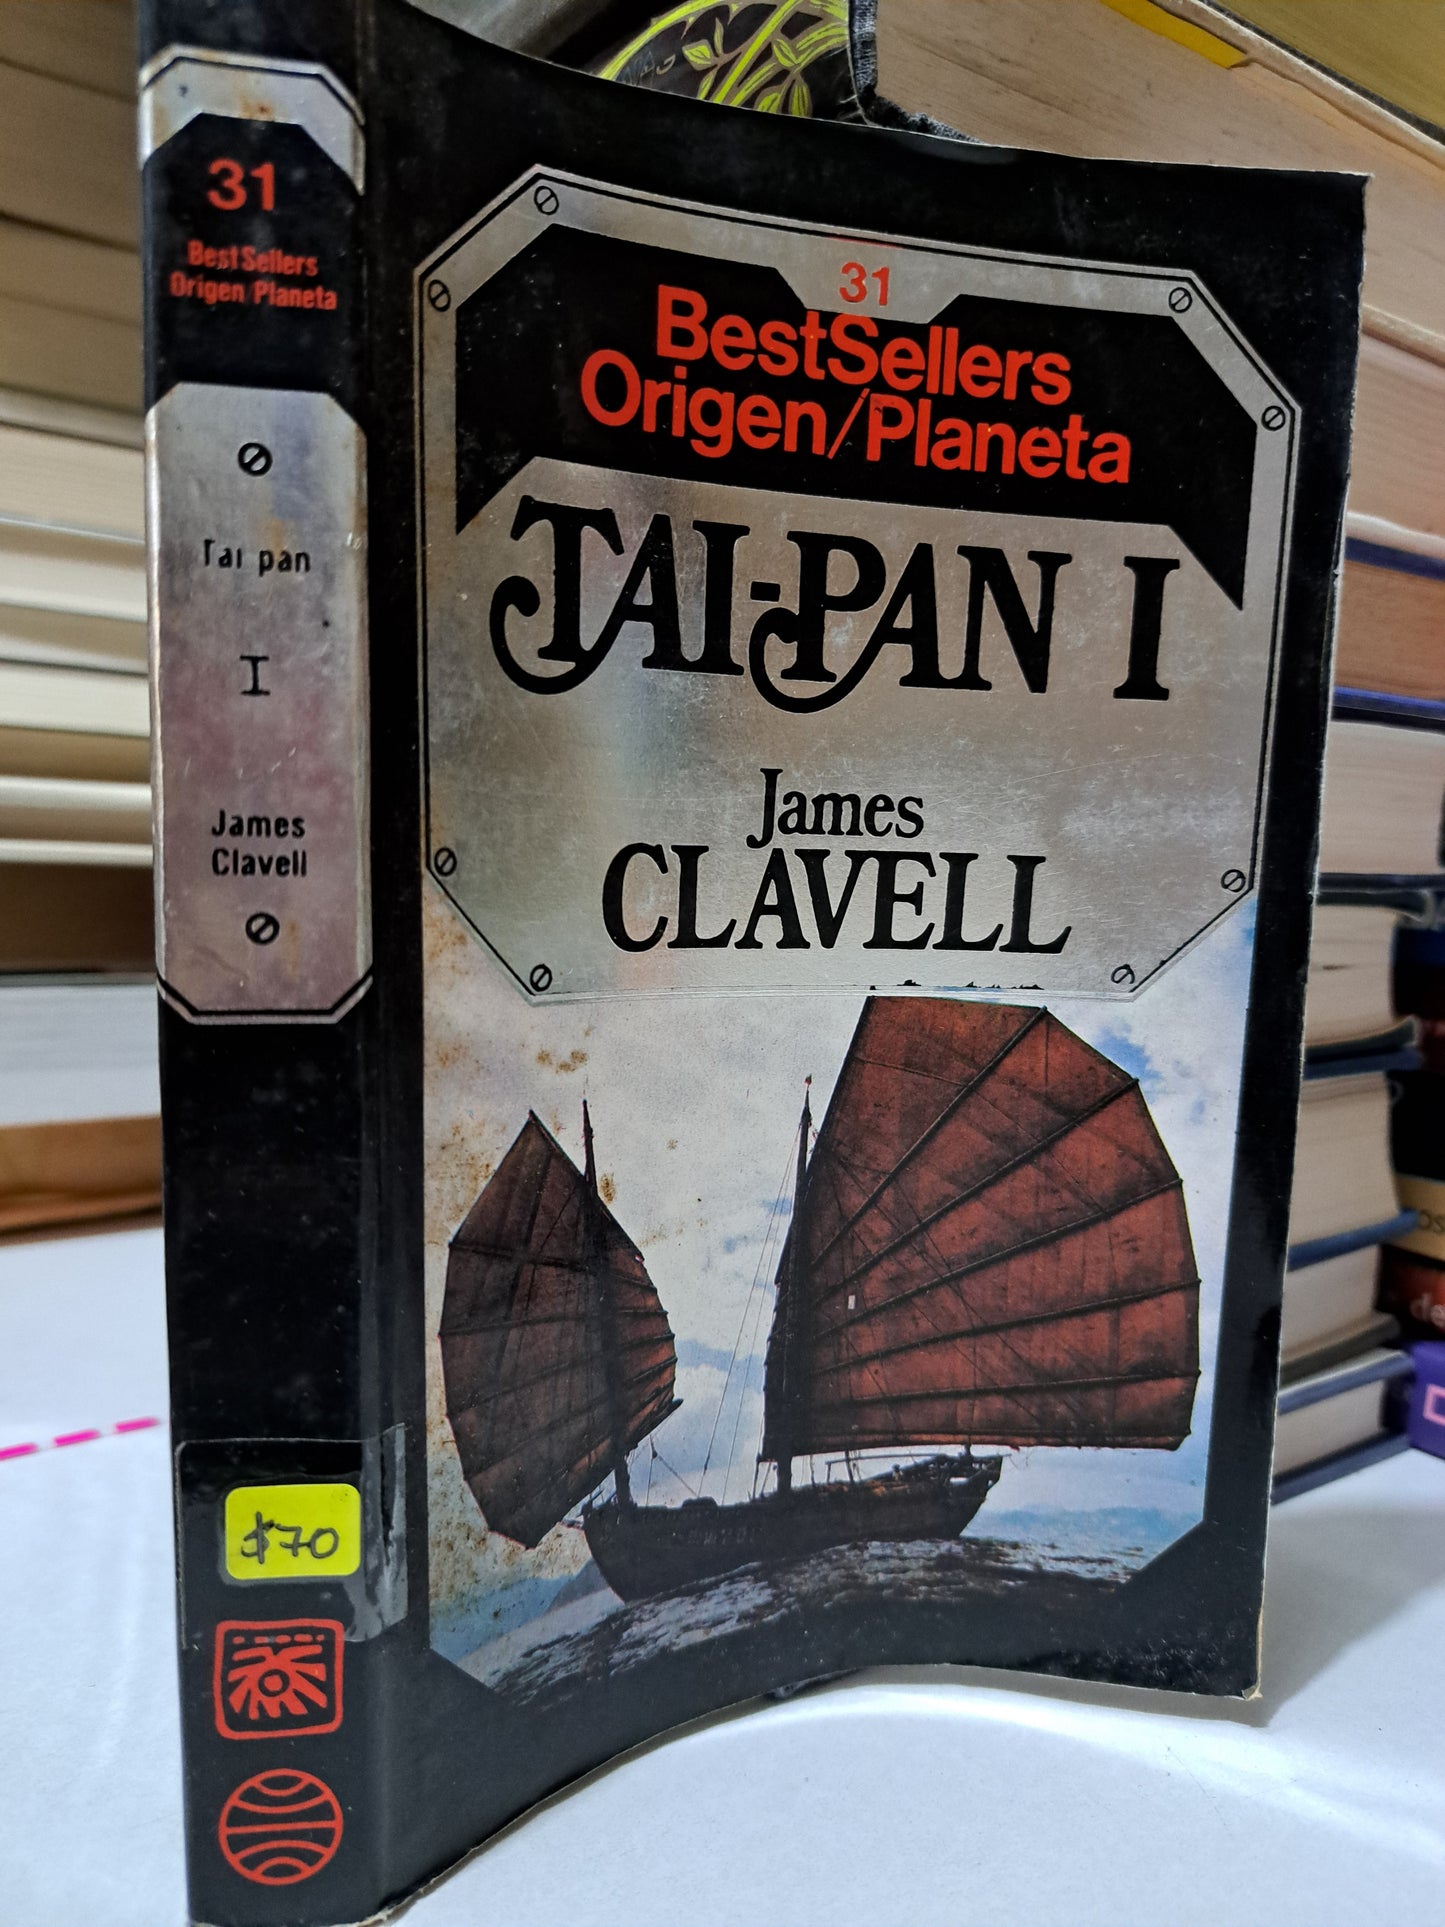 31
BestSellers
Origen/Planeta
Tai pan
I
James
Clavell
$70
31
BestSellers
Origen/Planeta
TAI-PAN I
James
CLAVELL